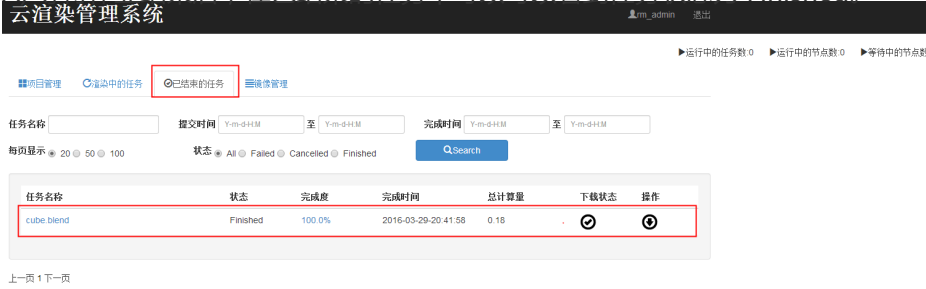 云渲染管理系统
rm_admin 退出
▶运行中的任务数:0 ▶运行中的节点数:0 ▶等待中的节点数
项目管理 渲染中的任务 已结束的任务 镜像管理
任务名称 提交时间 Y-m-d-H:M 至 Y-m-d-H:M 完成时间 Y-m-d-H:M 至 Y-m-d-H:M
每页显示 20 50 100 状态 All Failed Cancelled Finished Search
任务名称 状态 完成度 完成时间 总计算量 下载状态 操作
cube.blend Finished 100.0% 2016-03-29-20:41:58 0.18
上一页 1 下一页